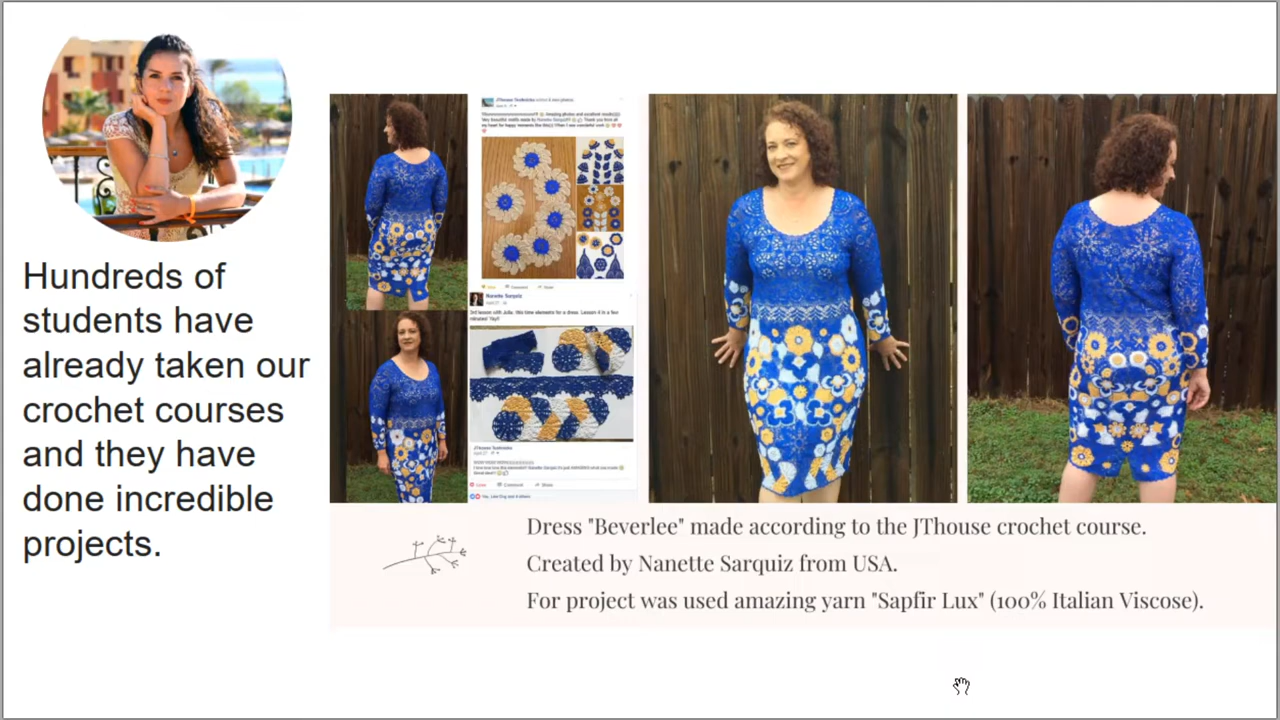 Hundreds of
students have
already taken our
crochet courses
and they have
done incredible
projects.
Nanette Sarquiz
Dress "Beverlee" made according to the JThouse crochet course.
Created by Nanette Sarquiz from USA.
For project was used amazing yarn "Sapfir Lux" (100% Italian Viscose).